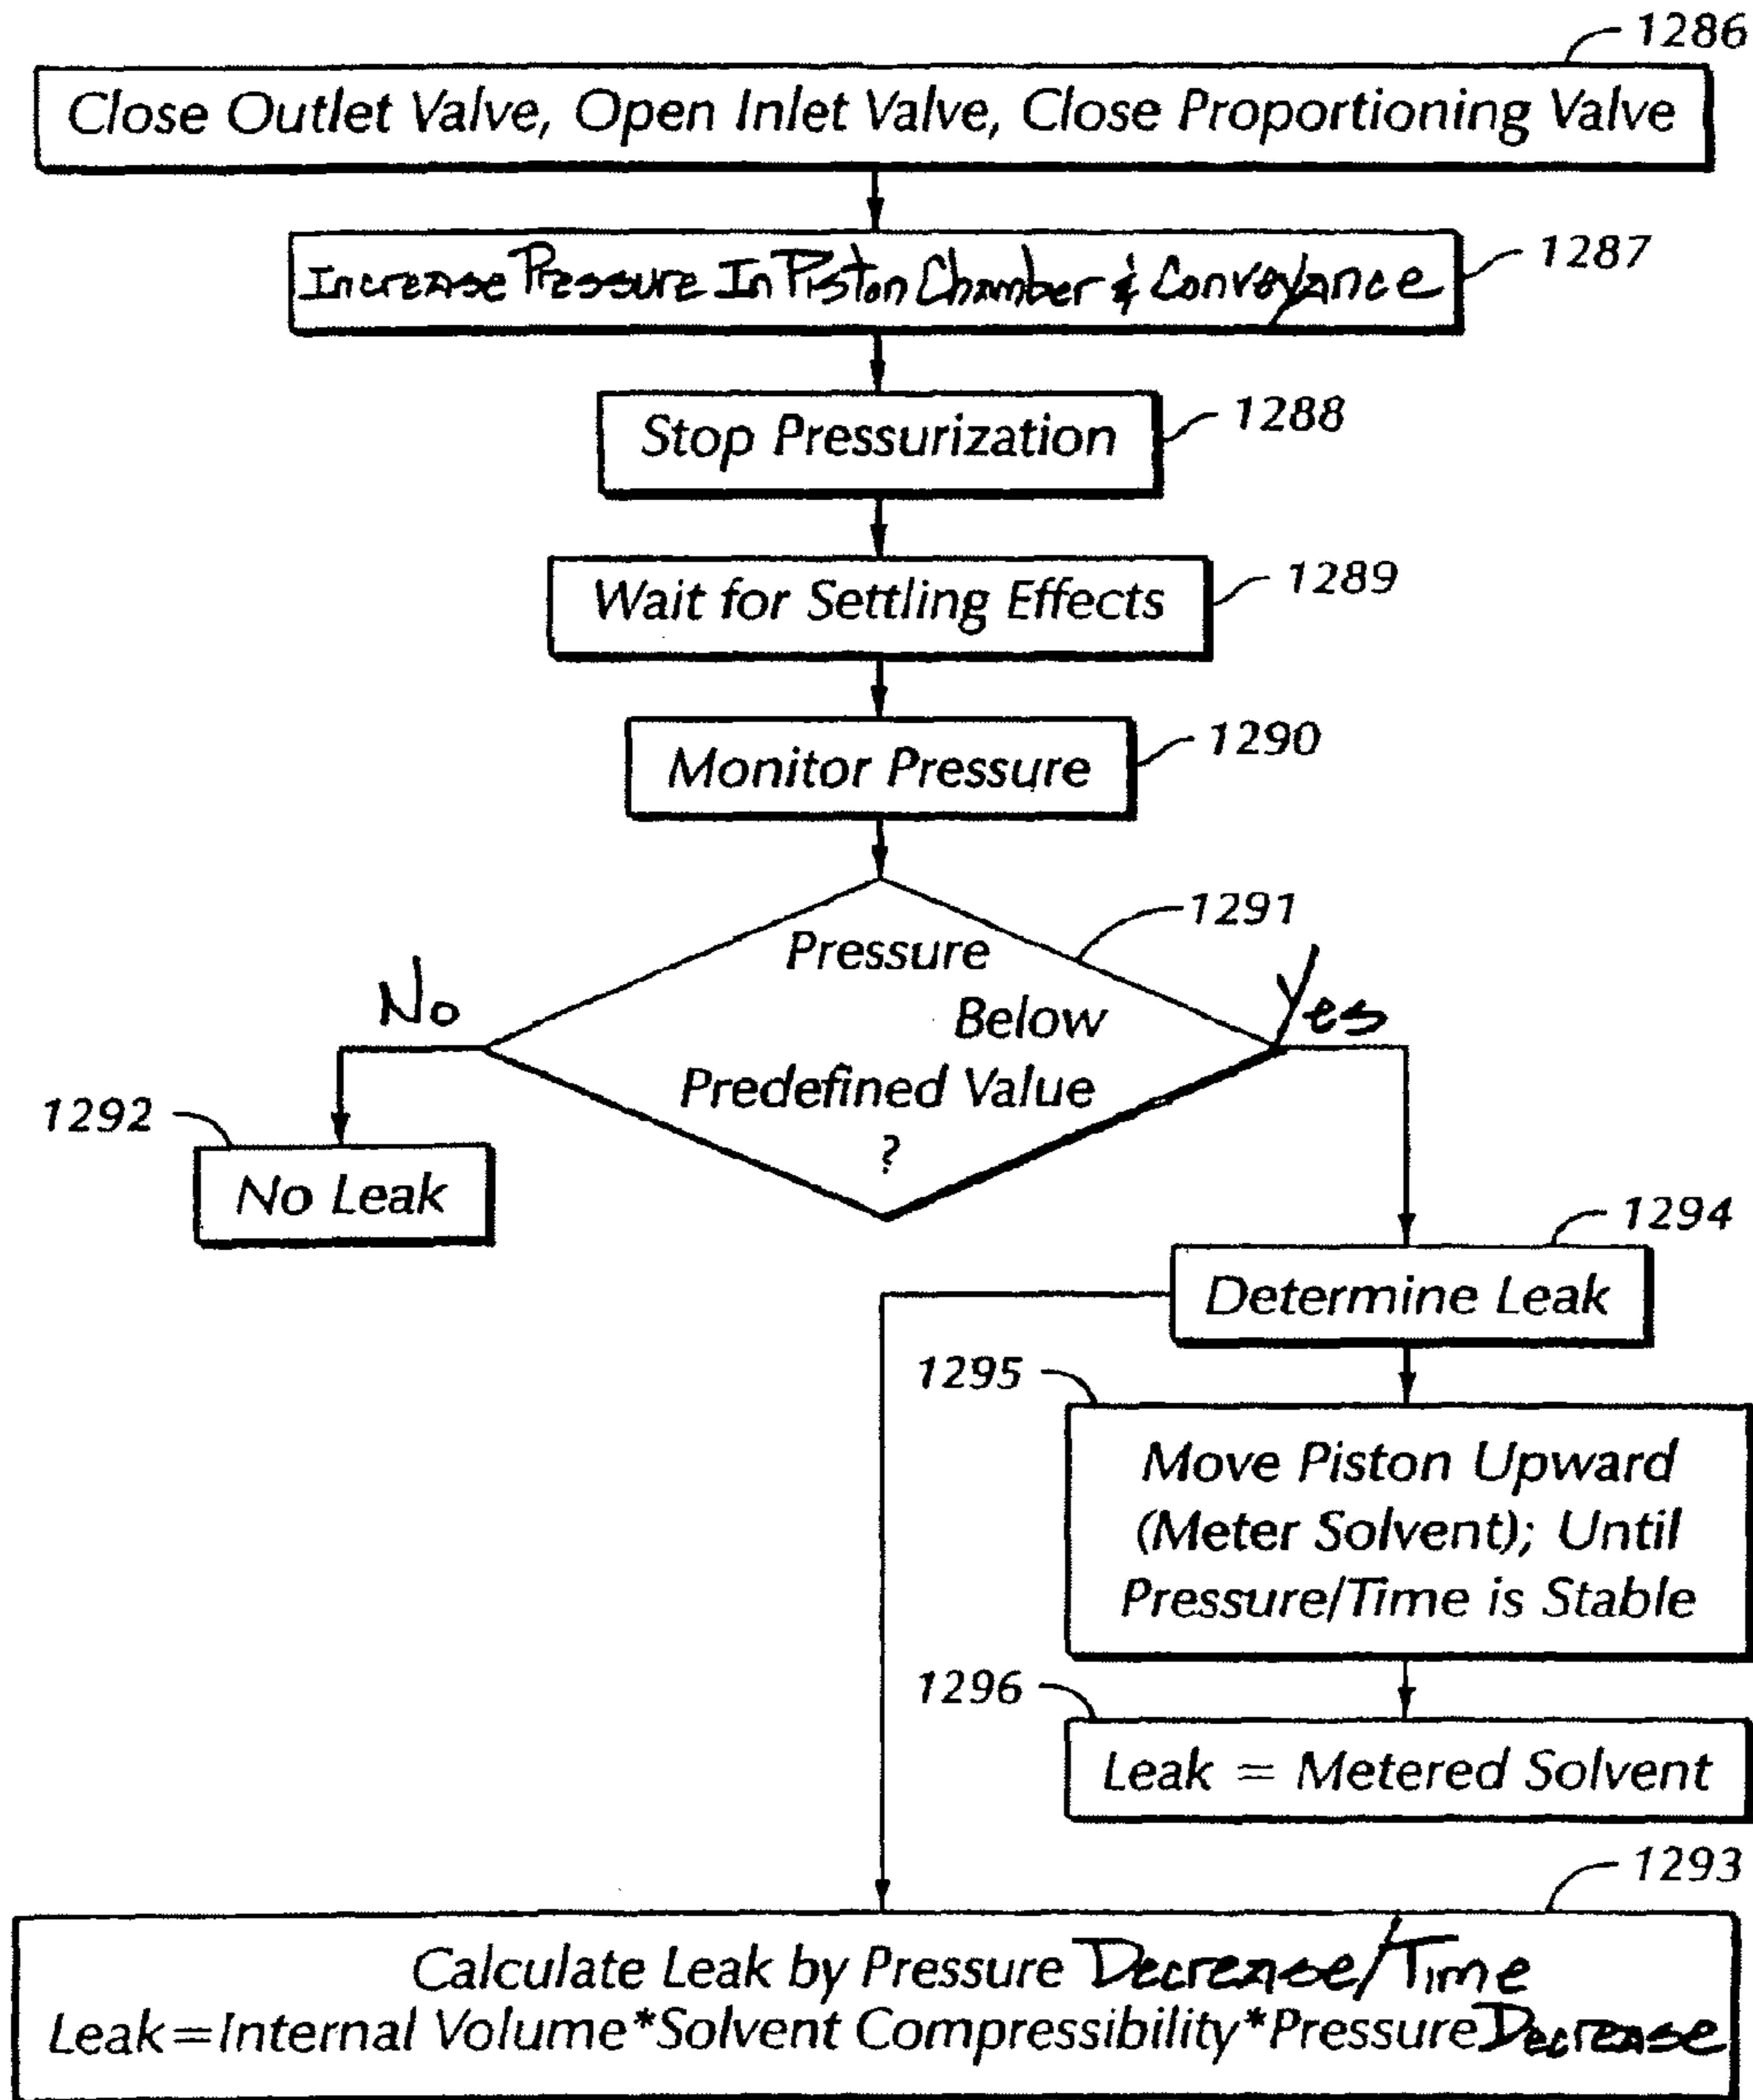 1286
Close Outlet Valve, Open Inlet Valve, Close Proportioning Valve
1287
Increase Pressure In Piston Chamber & Conveyance
1288
Stop Pressurization
1289
Wait for Settling Effects
1290
Monitor Pressure
1291
Pressure
Below
Predefined Value
?
No
Yes
1292
No Leak
1294
Determine Leak
1295
Move Piston Upward
(Meter Solvent); Until
Pressure/Time is Stable
1296
Leak = Metered Solvent
1293
Calculate Leak by Pressure Decrease/Time
Leak=Internal Volume*Solvent Compressibility*Pressure Decrease